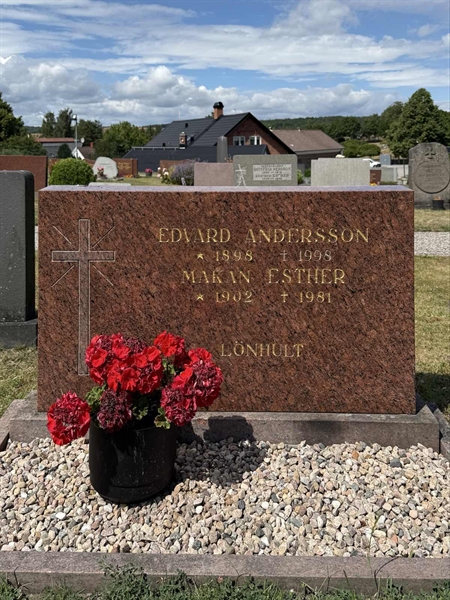 EDVARD ANDERSSON
* 1898 † 1998
MAKAN ESTHER
* 1902 † 1981
LÖNHULT